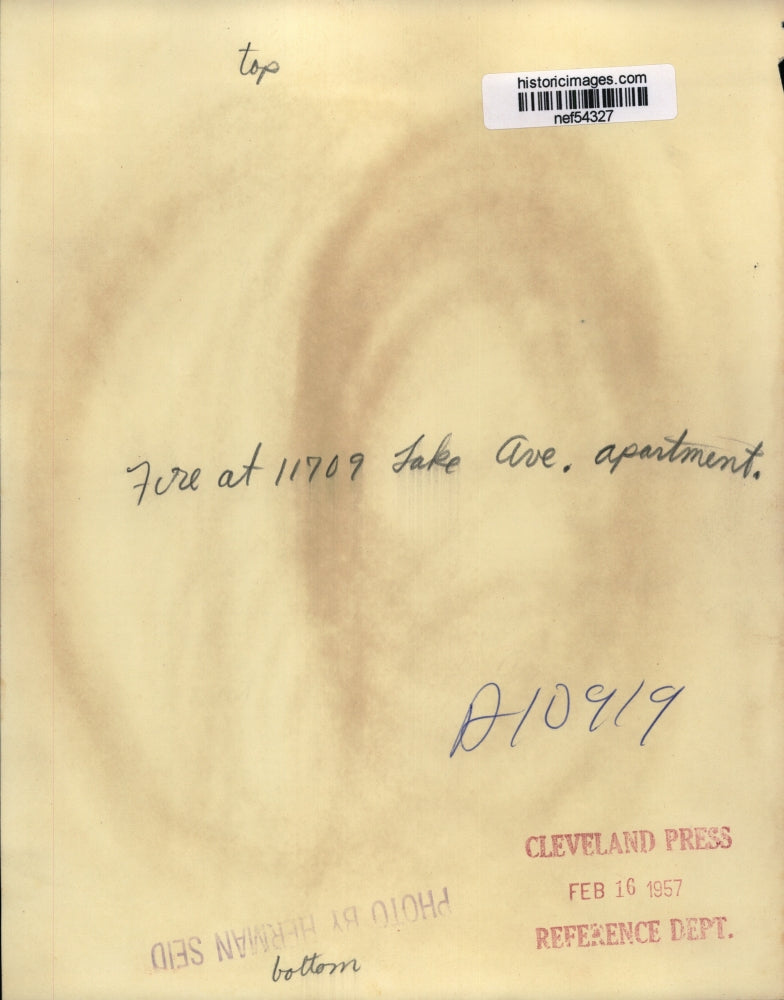 top
historicimages.com
nef54327
Fire at 11709 Lake Ave. apartment.
A10919
CLEVELAND PRESS
FEB 16 1957
REFERENCE DEPT.
PHOTO BY HERMAN SEID
bottom